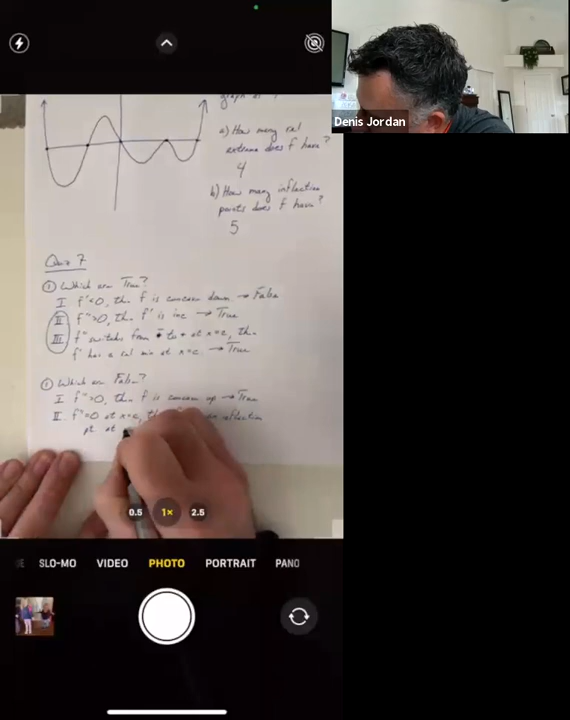 Denis Jordan
a) How many rel
extrema does f have?
4
b) How many inflection
points does f have?
5
Quiz 7
① Which are True?
I f'<0, then f is concave down → False
II f''>0, then f' is inc → True
III f'' switches from - to + at x=c, then
f' has a rel min at x=c. → True
② Which are False?
I f''>0, then f is concave up → True
II f''=0 at x=c, inflection
pt at
0.5 1× 2.5
SLO-MO VIDEO PHOTO PORTRAIT PANO